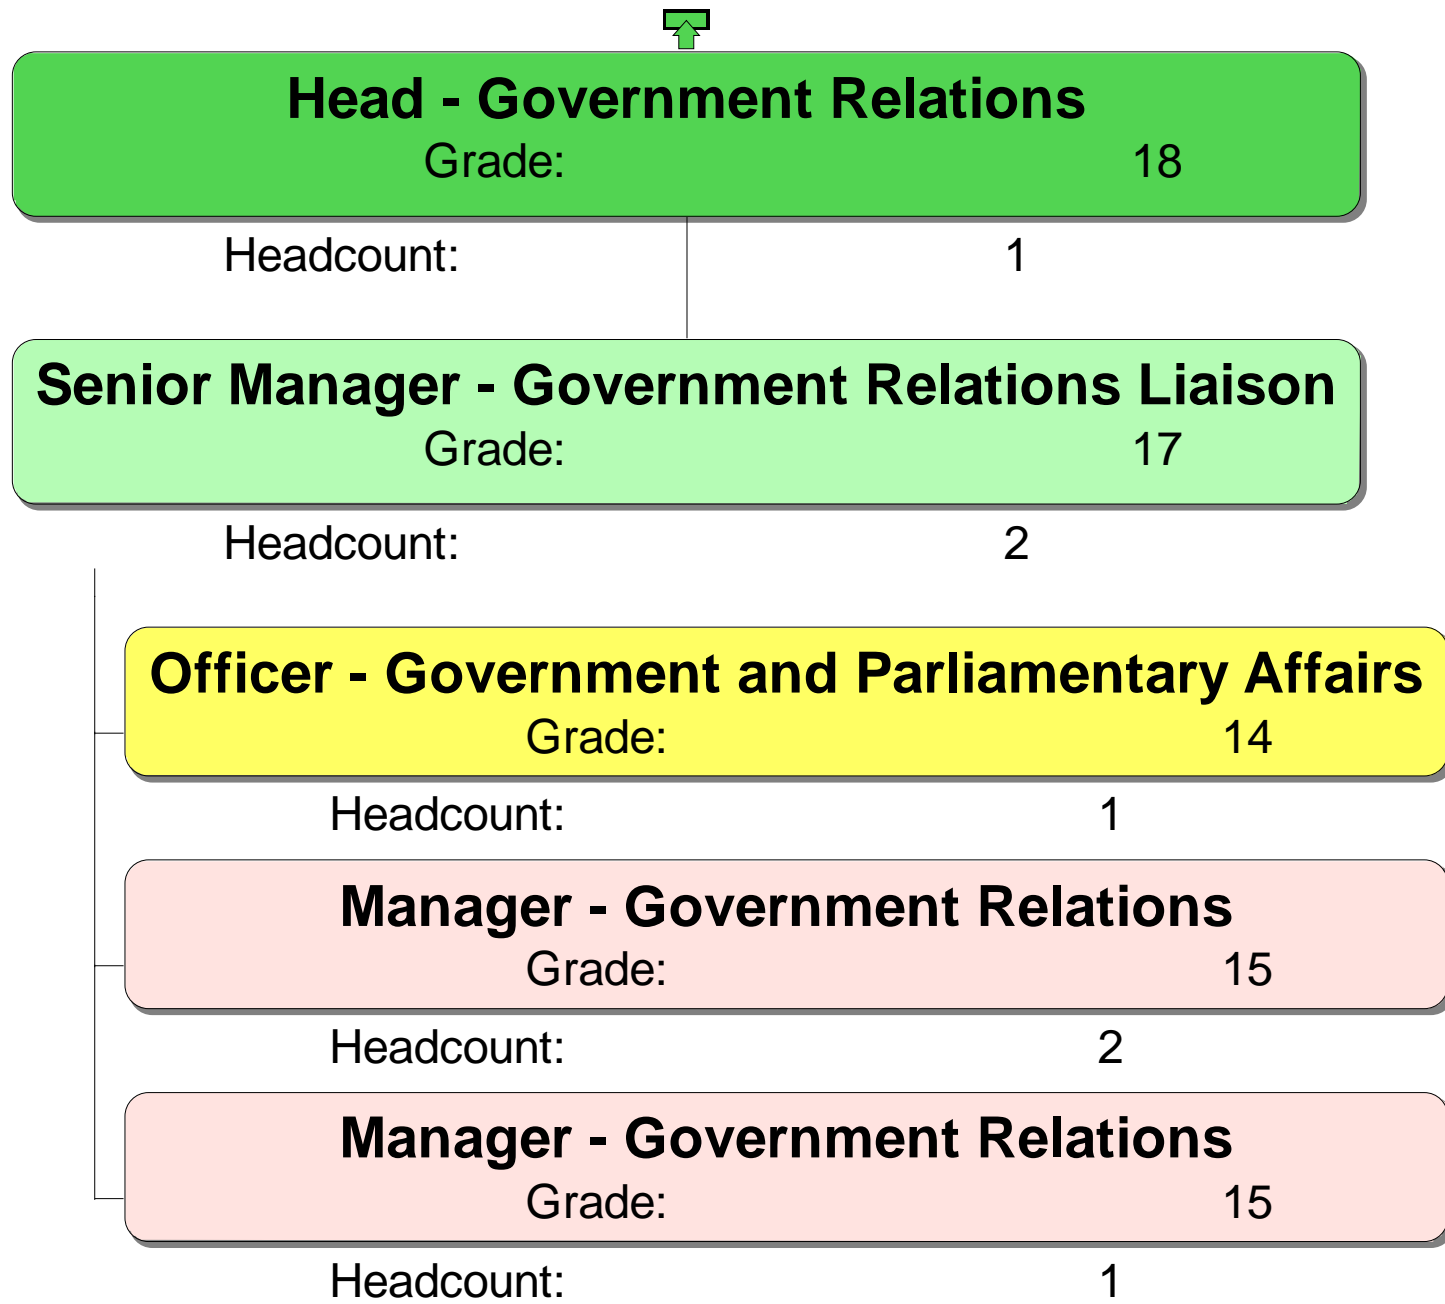 Head - Government Relations
Grade: 18
Headcount: 1
Senior Manager - Government Relations Liaison
Grade: 17
Headcount: 2
Officer - Government and Parliamentary Affairs
Grade: 14
Headcount: 1
Manager - Government Relations
Grade: 15
Headcount: 2
Manager - Government Relations
Grade: 15
Headcount: 1